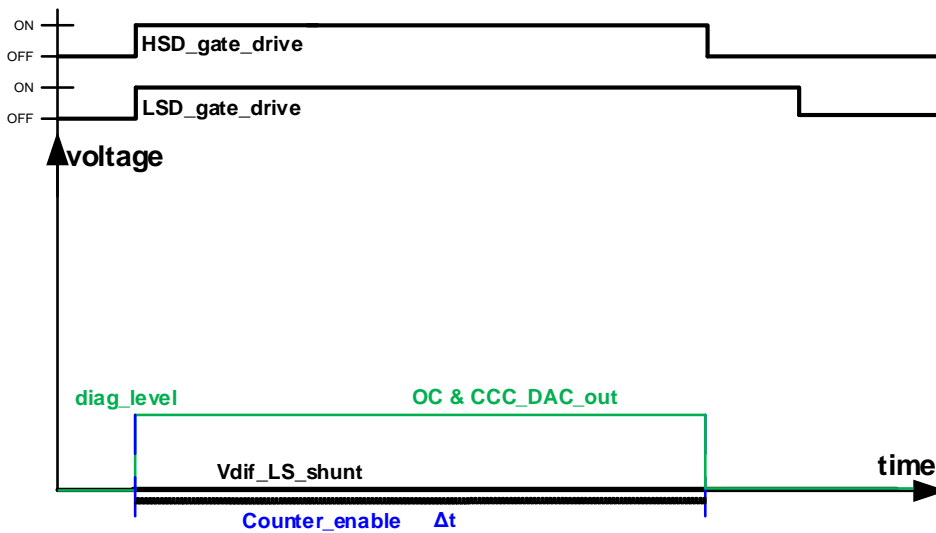 ON
HSD_gate_drive
OFF
ON
LSD_gate_drive
OFF
voltage
diag_level OC & CCC_DAC_out
Vdif_LS_shunt
time
Counter_enable Δt